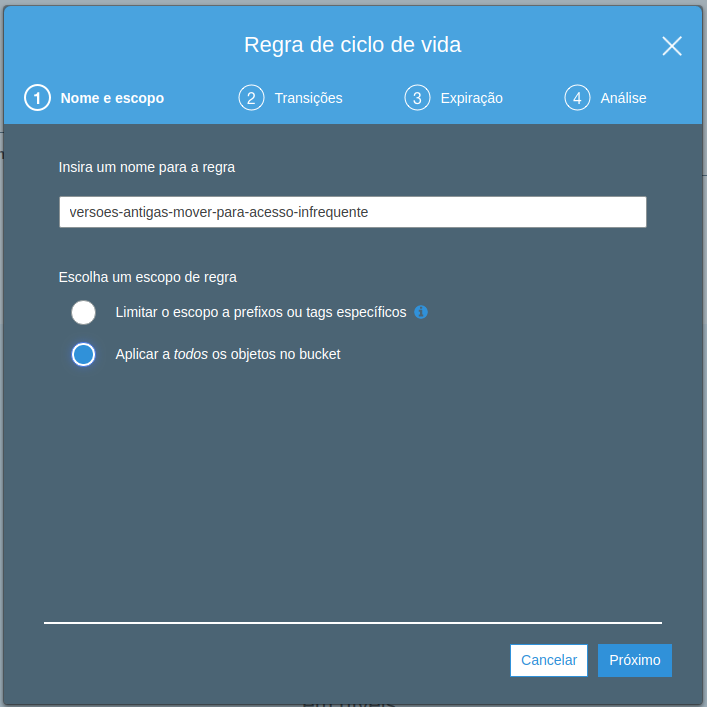 Regra de ciclo de vida
1 Nome e escopo
2 Transições
3 Expiração
4 Análise
Insira um nome para a regra
versoes-antigas-mover-para-acesso-infrequente
Escolha um escopo de regra
Limitar o escopo a prefixos ou tags específicos
Aplicar a todos os objetos no bucket
Cancelar
Próximo